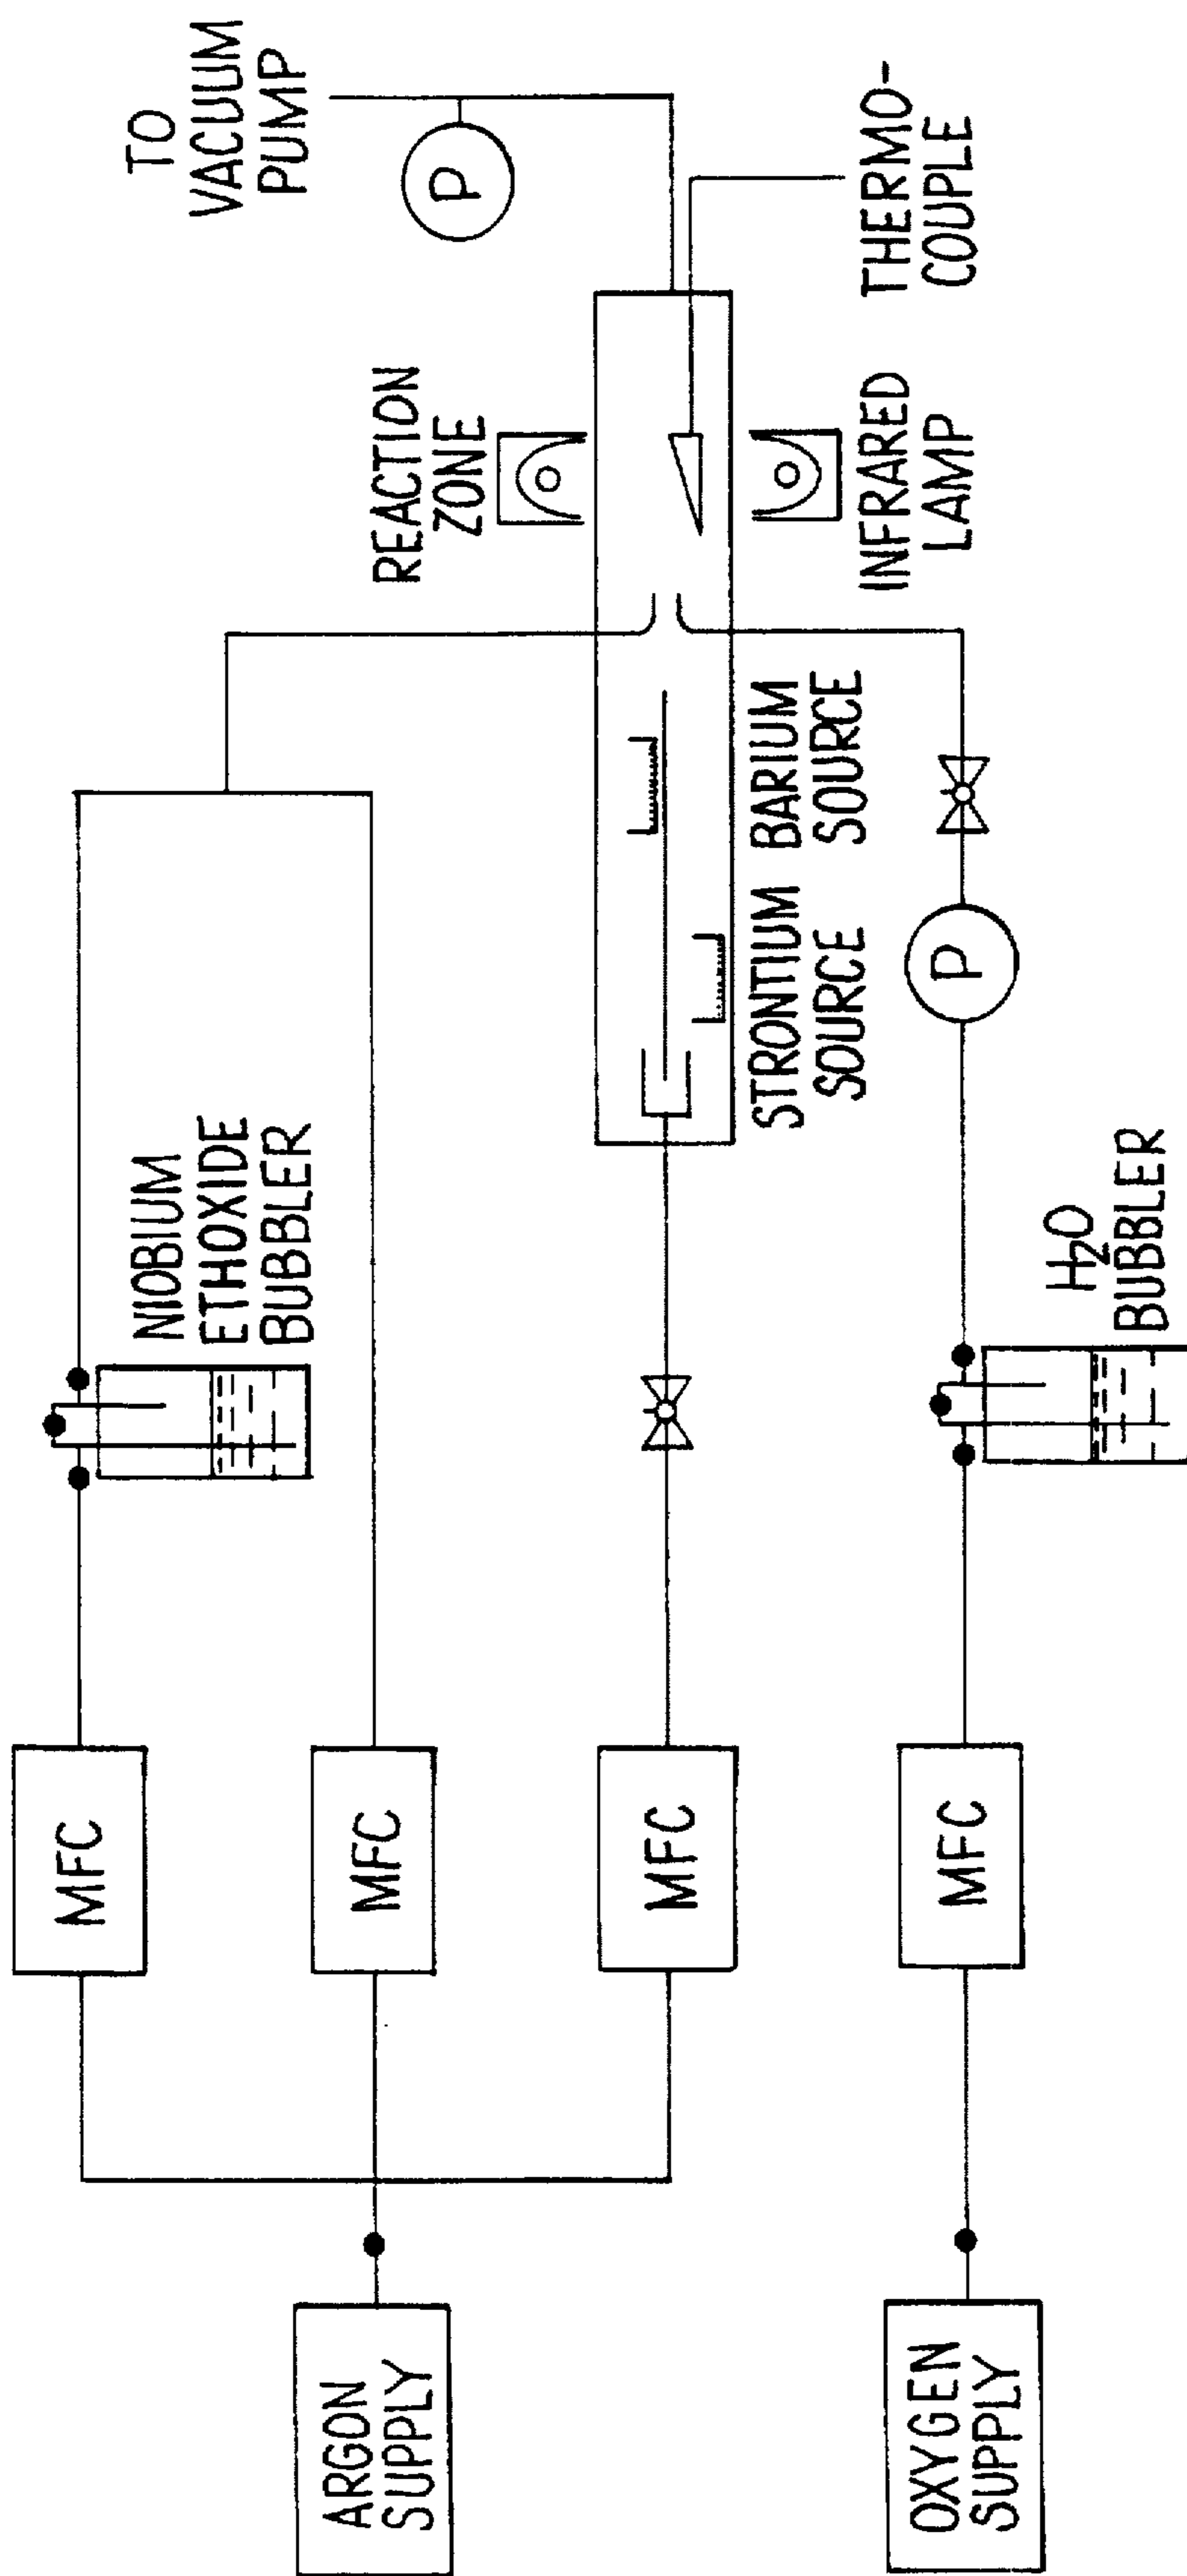 TO
VACUUM
PUMP
P
REACTION
ZONE
THERMO-
COUPLE
INFRARED
LAMP
NIOBIUM
ETHOXIDE
BUBBLER
STRONTIUM
SOURCE
BARIUM
SOURCE
P
H2O
BUBBLER
MFC
MFC
MFC
MFC
ARGON
SUPPLY
OXYGEN
SUPPLY